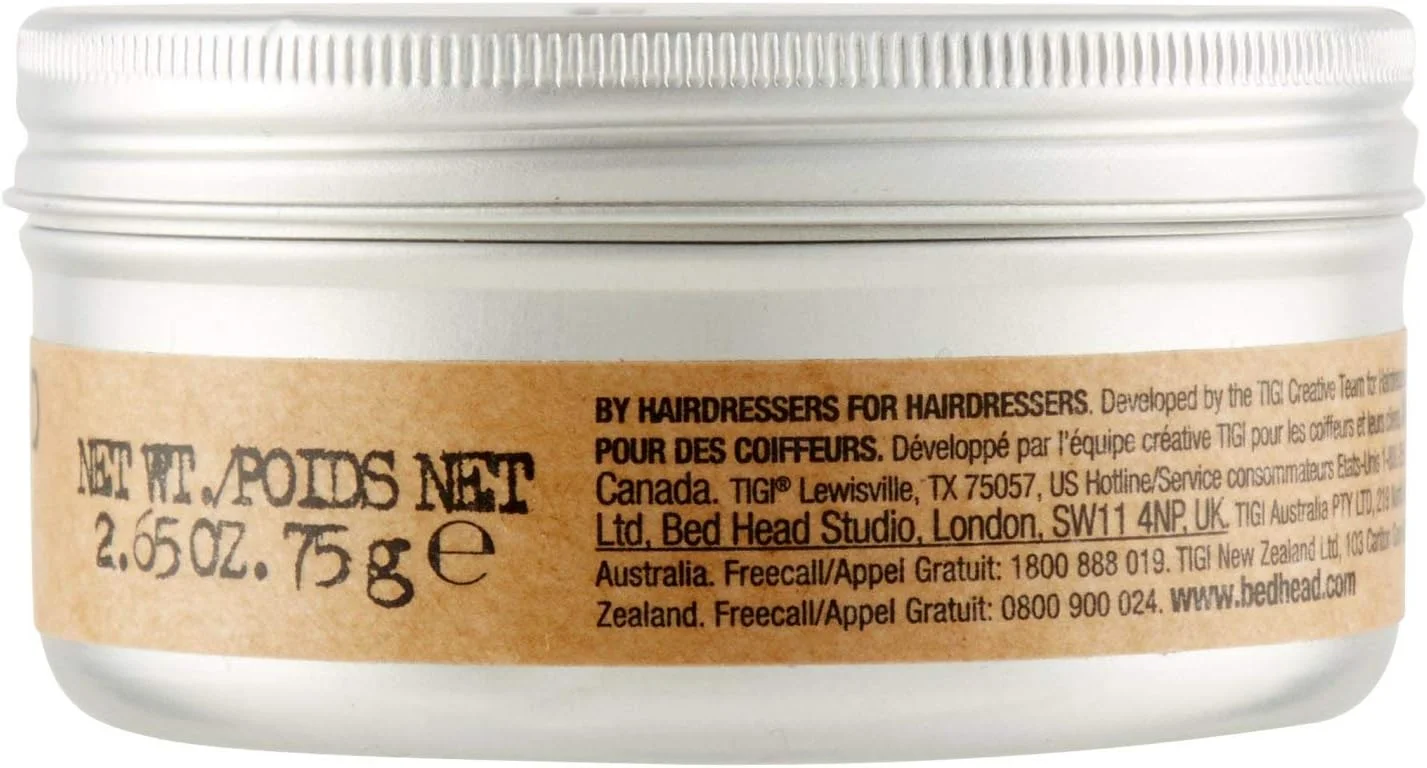 NET WT./POIDS NET
2.65 OZ. 75 g e
BY HAIRDRESSERS FOR HAIRDRESSERS. Developed by the TIGI Creative Team for
POUR DES COIFFEURS. Développé par l'équipe créative TIGI pour les coiffeurs et leurs
Canada. TIGI® Lewisville, TX 75057, US Hotline/Service consommateurs Etats-Unis
Ltd, Bed Head Studio, London, SW11 4NP, UK. TIGI Australia PTY LTD,
Australia. Freecall/Appel Gratuit: 1800 888 019. TIGI New Zealand Ltd, 103
Zealand. Freecall/Appel Gratuit: 0800 900 024. www.bedhead.com